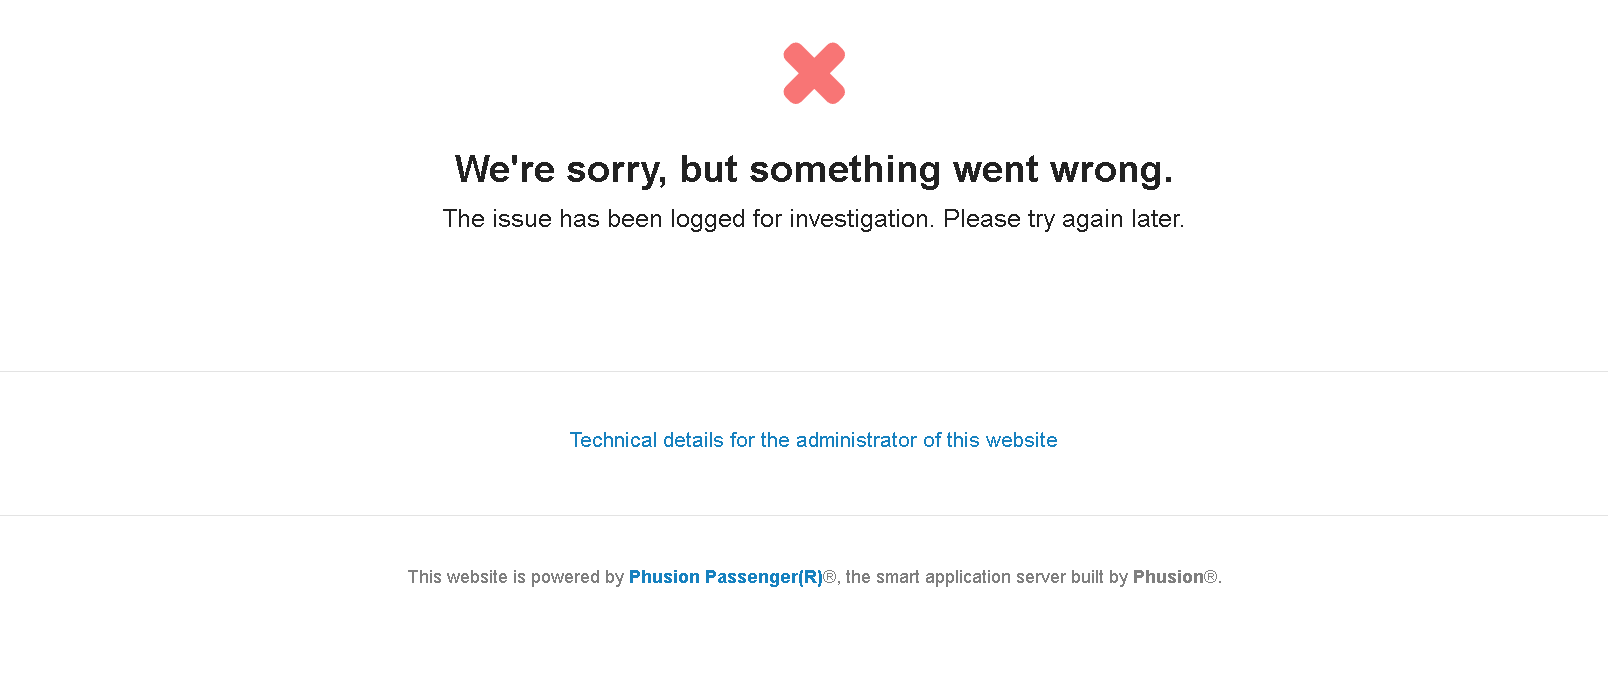 We're sorry, but something went wrong.
The issue has been logged for investigation. Please try again later.
Technical details for the administrator of this website
This website is powered by Phusion Passenger(R)®, the smart application server built by Phusion®.